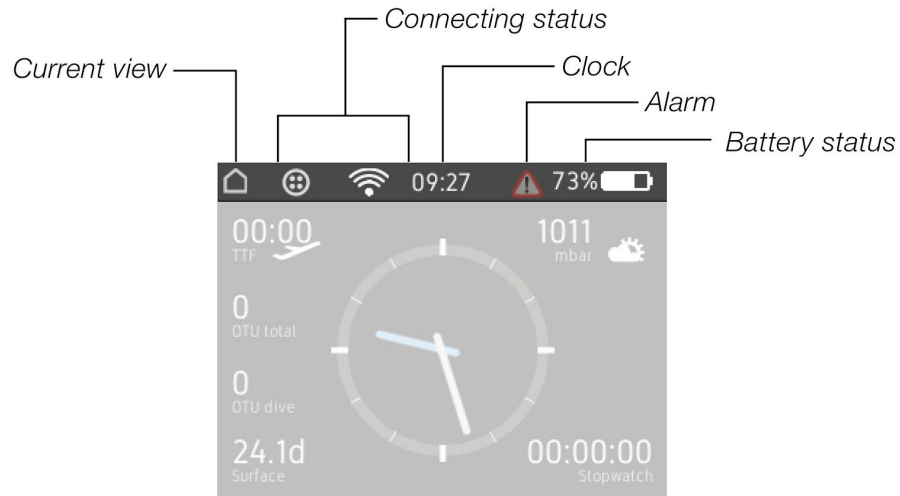 Connecting status
Current view
Clock
Alarm
Battery status
09:27
73%
00:00
TTF
1011
mbar
0
OTU total
0
OTU dive
24.1d
Surface
00:00:00
Stopwatch